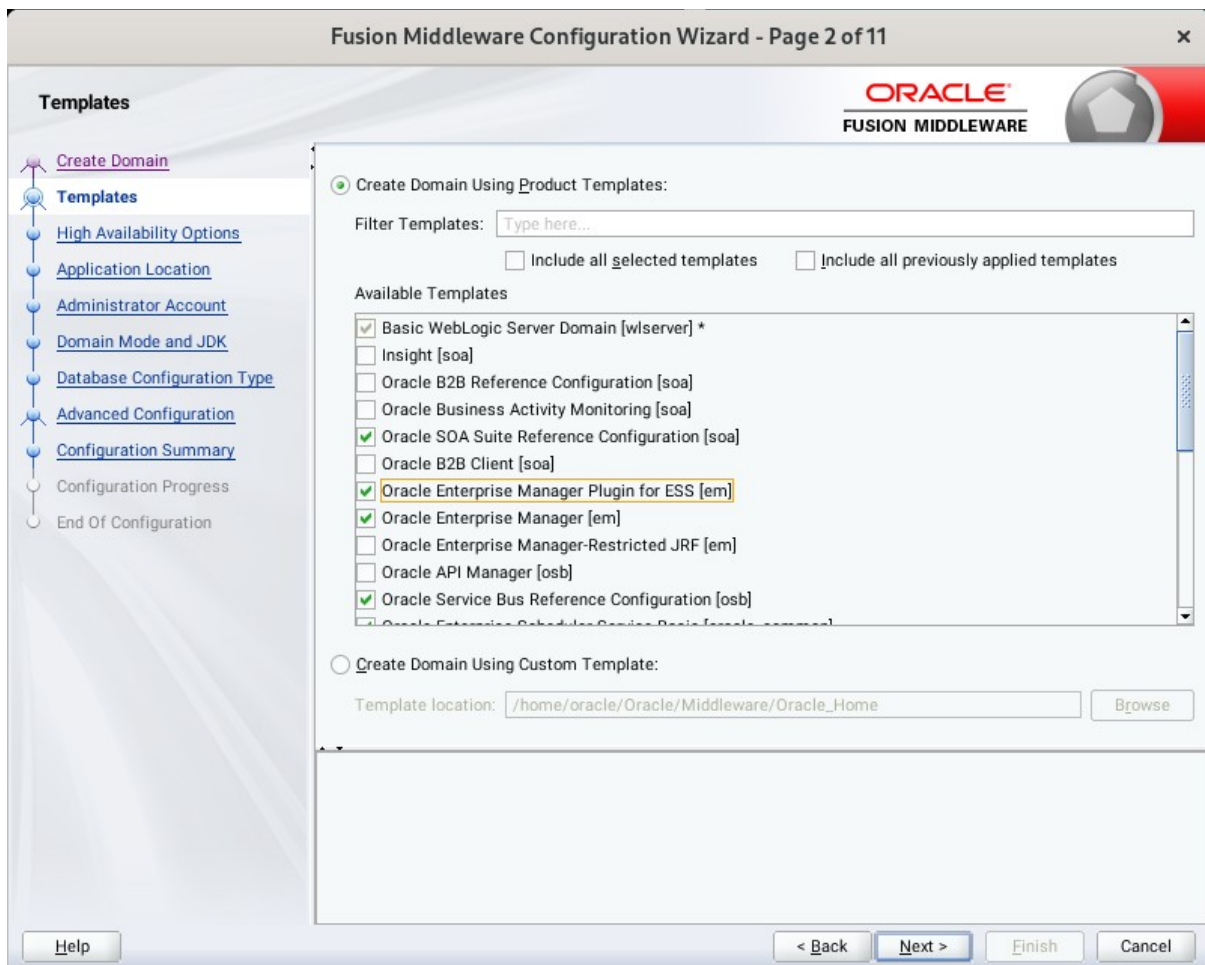 Fusion Middleware Configuration Wizard - Page 2 of 11
Templates
ORACLE
FUSION MIDDLEWARE
Create Domain
Templates
High Availability Options
Application Location
Administrator Account
Domain Mode and JDK
Database Configuration Type
Advanced Configuration
Configuration Summary
Configuration Progress
End Of Configuration
Create Domain Using Product Templates:
Filter Templates: Type here...
Include all selected templates Include all previously applied templates
Available Templates
Basic WebLogic Server Domain [wlserver] *
Insight [soa]
Oracle B2B Reference Configuration [soa]
Oracle Business Activity Monitoring [soa]
Oracle SOA Suite Reference Configuration [soa]
Oracle B2B Client [soa]
Oracle Enterprise Manager Plugin for ESS [em]
Oracle Enterprise Manager [em]
Oracle Enterprise Manager-Restricted JRF [em]
Oracle API Manager [osb]
Oracle Service Bus Reference Configuration [osb]
Oracle Enterprise Scheduler Service Basic [oracle_common]
Create Domain Using Custom Template:
Template location: /home/oracle/Oracle/Middleware/Oracle_Home Browse
Help < Back Next > Finish Cancel